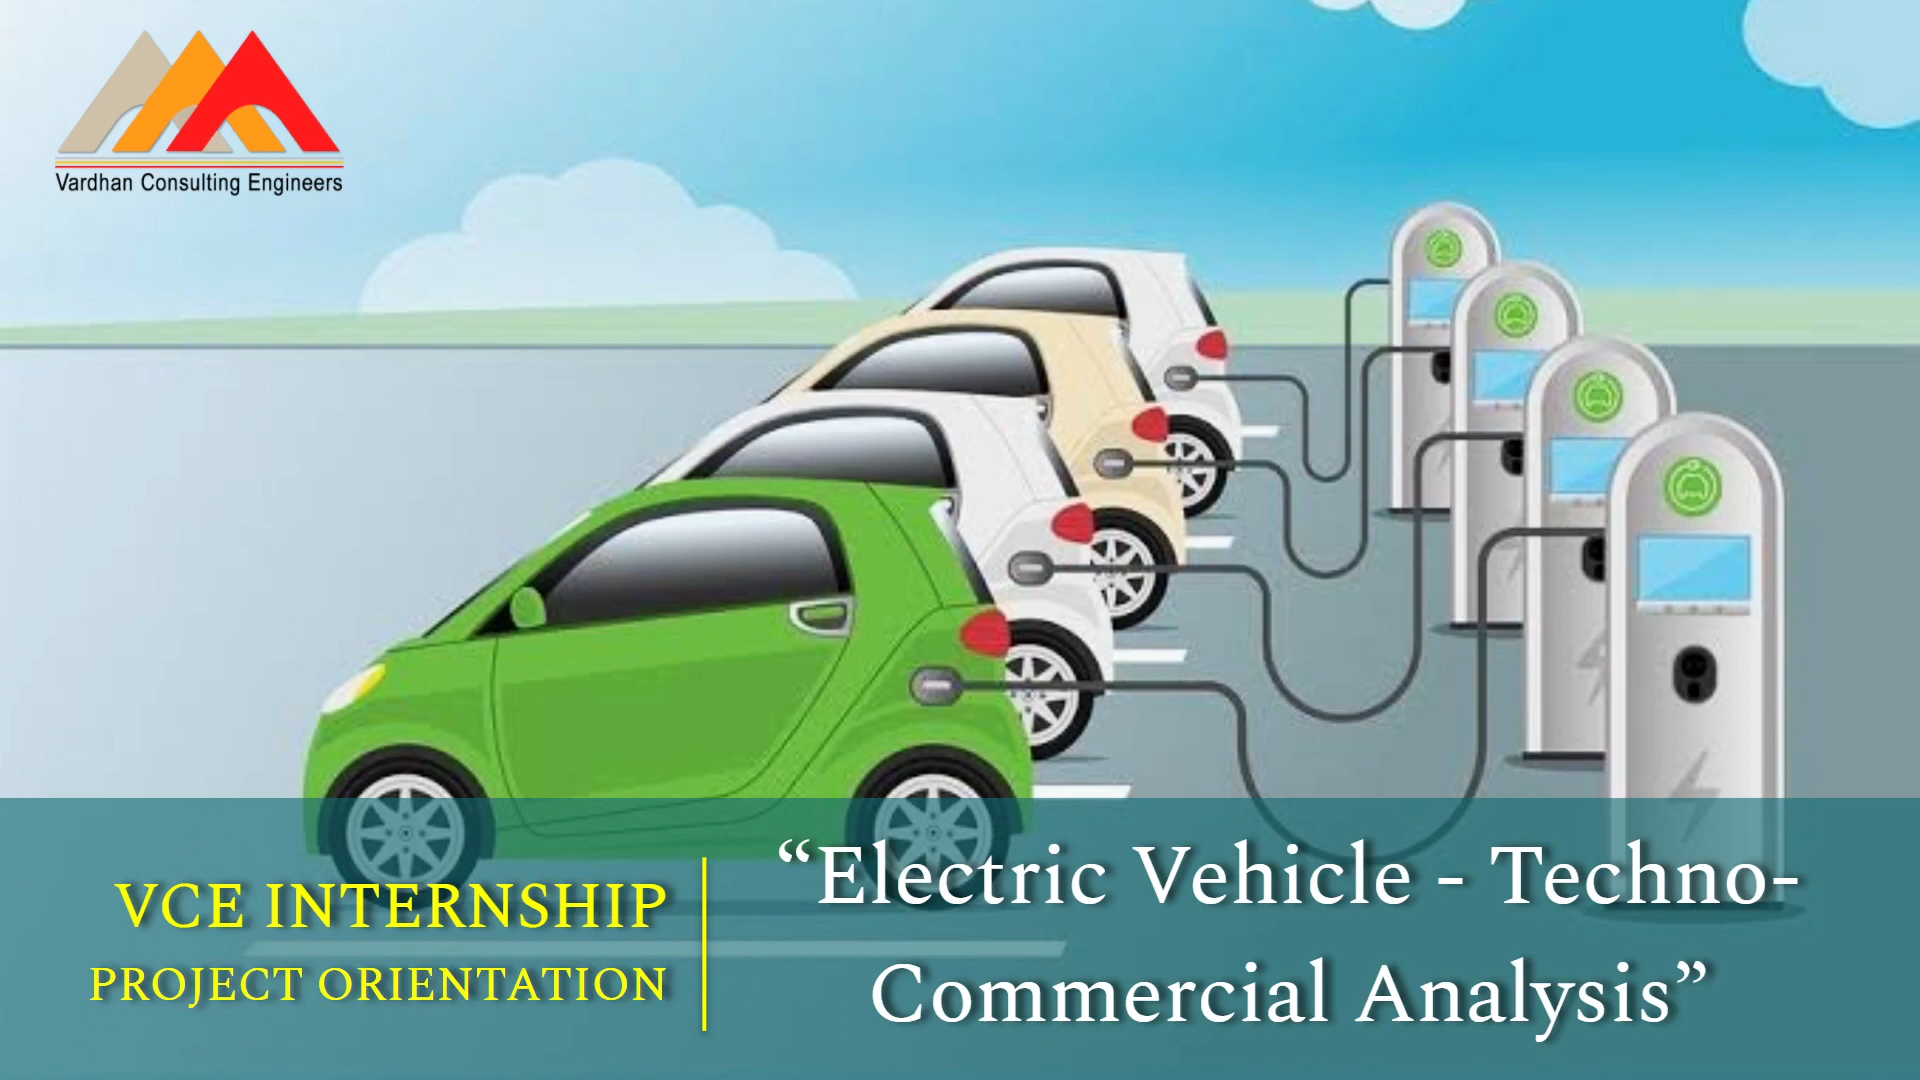 Vardhan Consulting Engineers
VCE INTERNSHIP
PROJECT ORIENTATION
“Electric Vehicle - Techno-
Commercial Analysis”